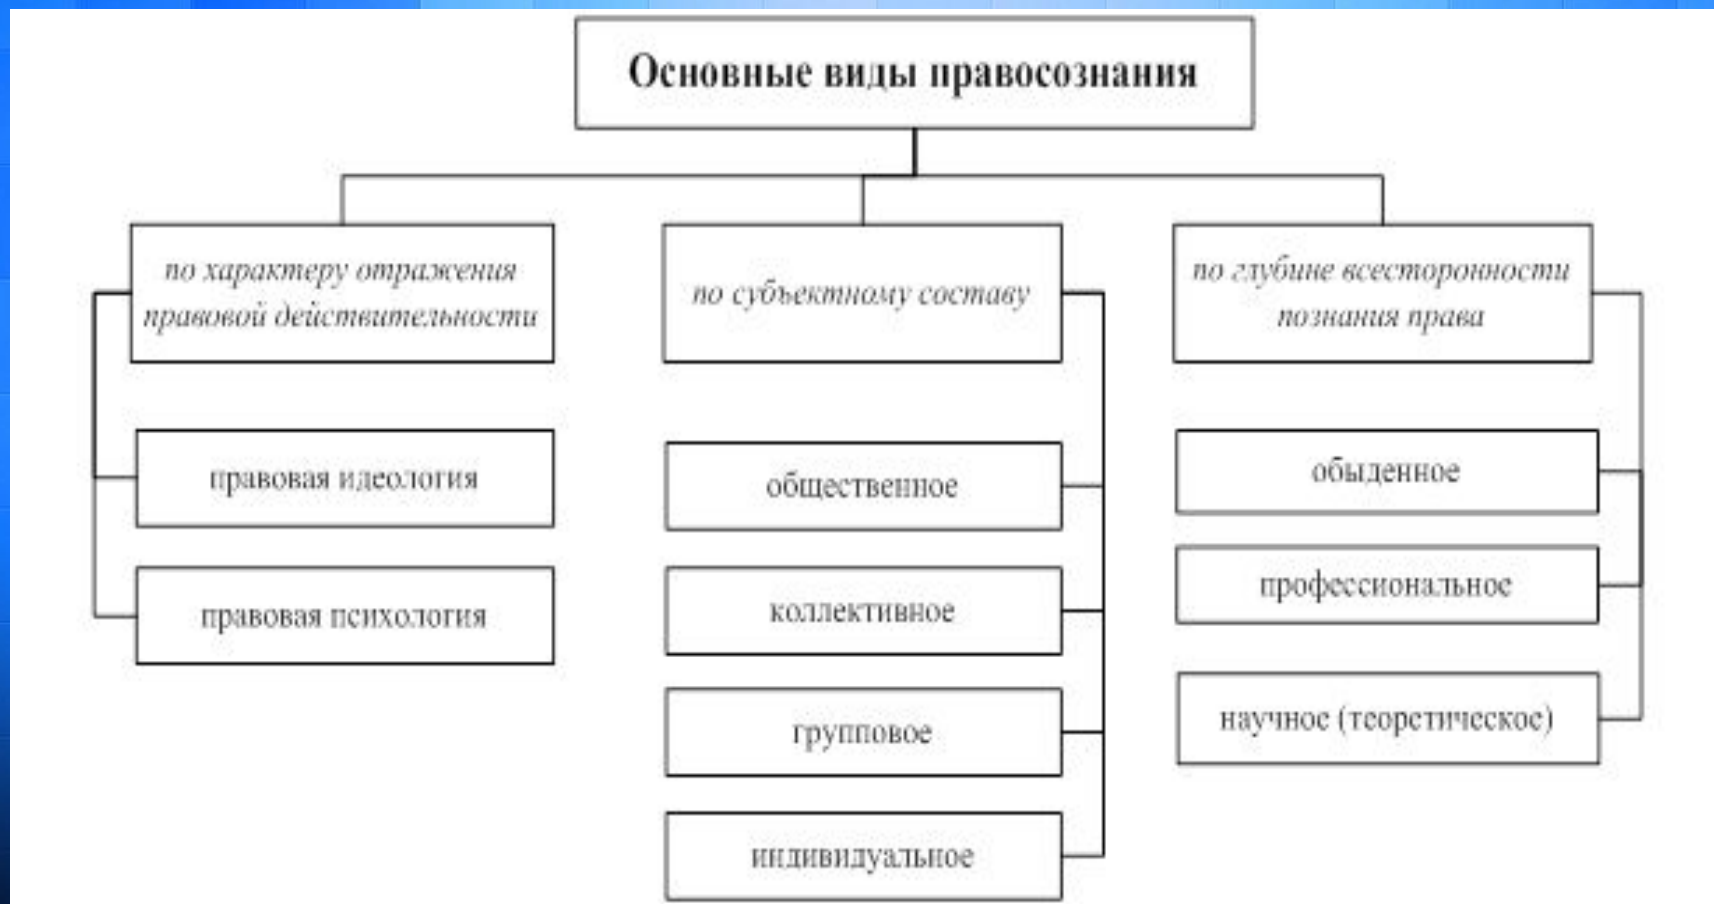 Основные виды правосознания
по характеру отражения
правовой действительности
правовая идеология
правовая психология
по субъектному составу
общественное
коллективное
групповое
индивидуальное
по глубине всесторонности
познания права
обыденное
профессиональное
научное (теоретическое)